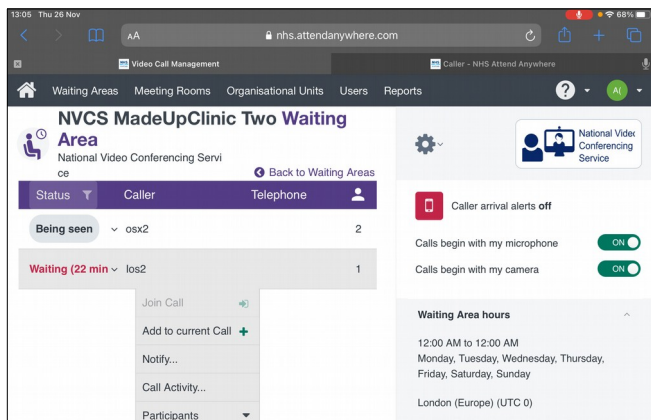 13:05 Thu 26 Nov
68%
AA
nhs.attendanywhere.com
Video Call Management
Caller - NHS Attend Anywhere
Waiting Areas Meeting Rooms Organisational Units Users Reports
? A(
NVCS MadeUpClinic Two Waiting
Area
National Video Conferencing Servi
ce
Back to Waiting Areas
National Video
Conferencing
Service
Status Caller Telephone
Caller arrival alerts off
Being seen osx2 2
Calls begin with my microphone ON
Waiting (22 min Ios2 1
Calls begin with my camera ON
Join Call
Add to current Call
Notify...
Call Activity...
Participants
Waiting Area hours
12:00 AM to 12:00 AM
Monday, Tuesday, Wednesday, Thursday,
Friday, Saturday, Sunday
London (Europe) (UTC 0)